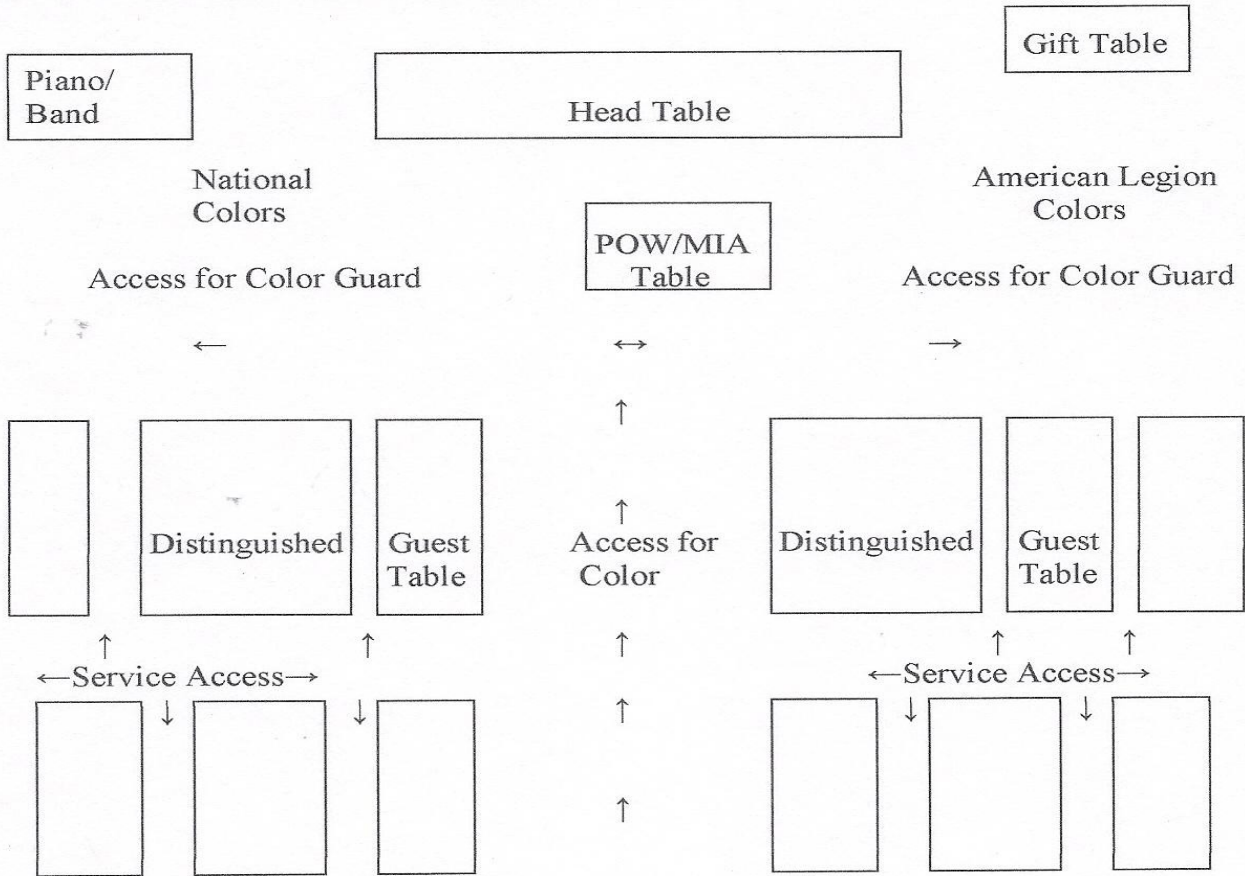 Gift Table
Piano/
Band
Head Table
National
Colors
American Legion
Colors
POW/MIA
Table
Access for Color Guard
Access for Color Guard
← ↔ →
↑
↑
Distinguished
Guest
Table
Access for
Color
Distinguished
Guest
Table
↑ ↑ ↑ ↑ ↑
←Service Access→
←Service Access→
↓ ↓ ↑ ↓ ↓
↑